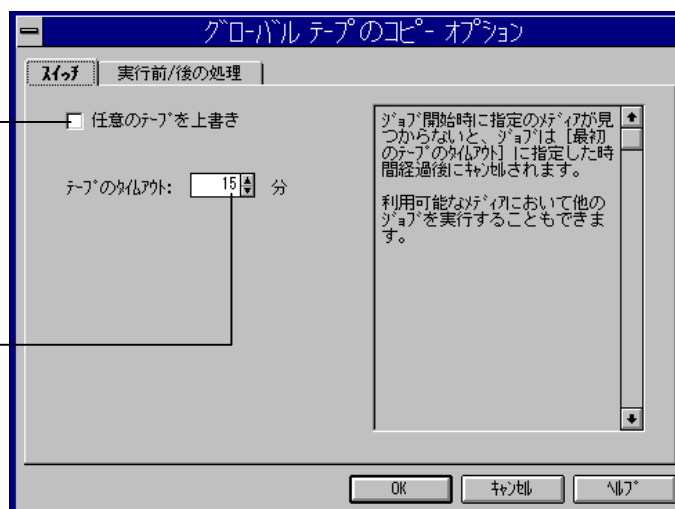 グローバル テープのコピー オプション
スイッチ
実行前/後の処理
任意のテープを上書き
テープのタイムアウト: 15 分
ジョブ開始時に指定のメディアが見
つからないと、ジョブは [最初
のテープのタイムアウト] に指定した時
間経過後にキャンセルされます。
利用可能なメディアにおいて他の
ジョブを実行することもできま
す。
OK
キャンセル
ヘルプ